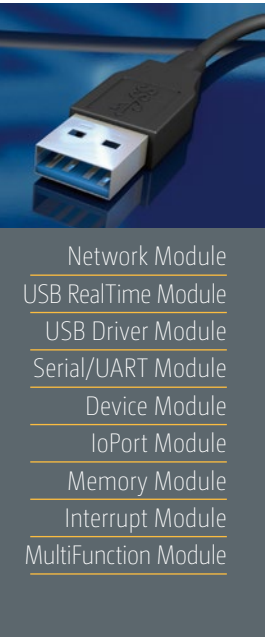 Network Module
USB RealTime Module
USB Driver Module
Serial/UART Module
Device Module
IoPort Module
Memory Module
Interrupt Module
MultiFunction Module